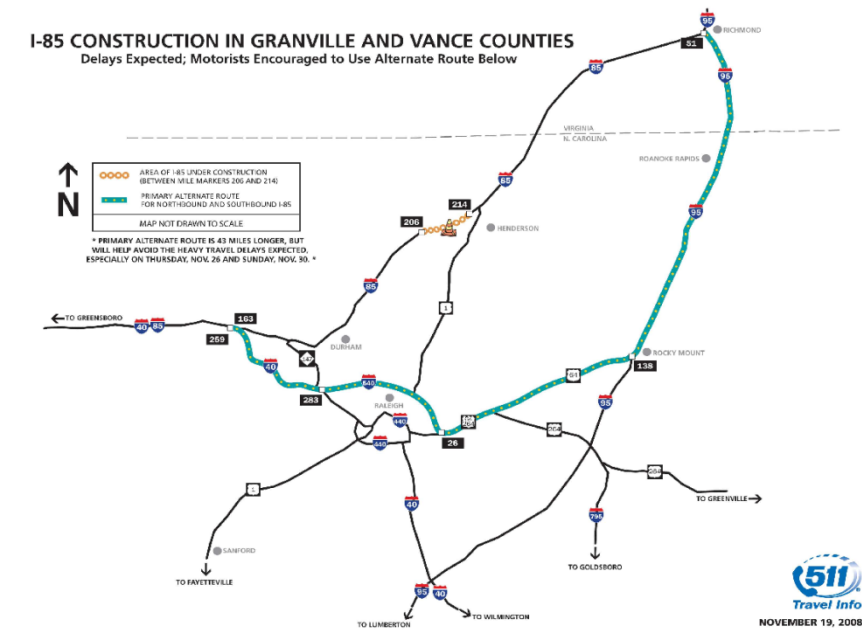 95
RICHMOND
I-85 CONSTRUCTION IN GRANVILLE AND VANCE COUNTIES
51
Delays Expected; Motorists Encouraged to Use Alternate Route Below
85
95
VIRGINIA
N. CAROLINA
ROANOKE RAPIDS
AREA OF I-85 UNDER CONSTRUCTION
(BETWEEN MILE MARKERS 206 AND 214)
PRIMARY ALTERNATE ROUTE
FOR NORTHBOUND AND SOUTHBOUND I-85
MAP NOT DRAWN TO SCALE
N
85
214
206
95
HENDERSON
* PRIMARY ALTERNATE ROUTE IS 43 MILES LONGER, BUT
WILL HELP AVOID THE HEAVY TRAVEL DELAYS EXPECTED,
ESPECIALLY ON THURSDAY, NOV. 26 AND SUNDAY, NOV. 30. *
85
1
TO GREENSBORO
40 85
163
259
DURHAM
ROCKY MOUNT
138
40
540
64
283
RALEIGH
95
440
26
264
440
264
1
40
795
TO GREENVILLE
SANFORD
TO FAYETTEVILLE
TO GOLDSBORO
95 40
TO LUMBERTON
TO WILMINGTON
511
Travel Info
NOVEMBER 19, 2008